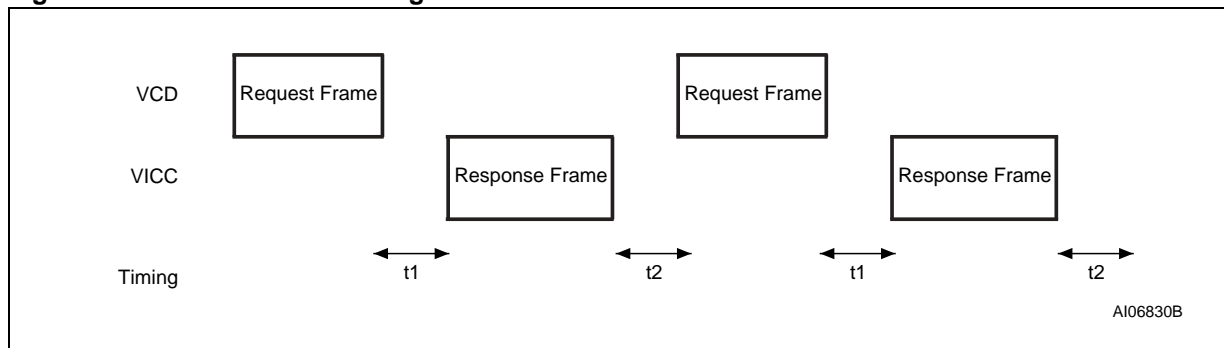 VCD
Request Frame
Request Frame
VICC
Response Frame
Response Frame
Timing
t1
t2
t1
t2
AI06830B